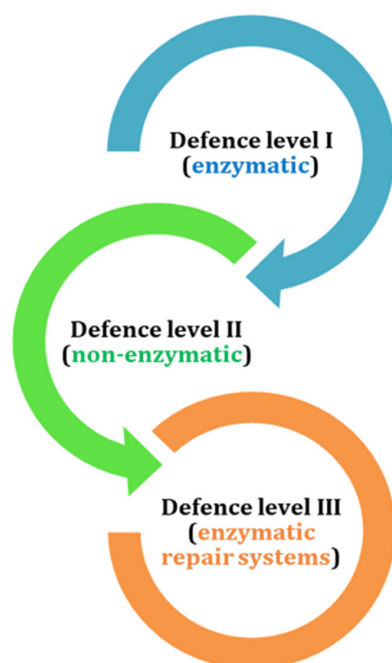 Defence level I
(enzymatic)
Defence level II
(non-enzymatic)
Defence level III
(enzymatic
repair systems)